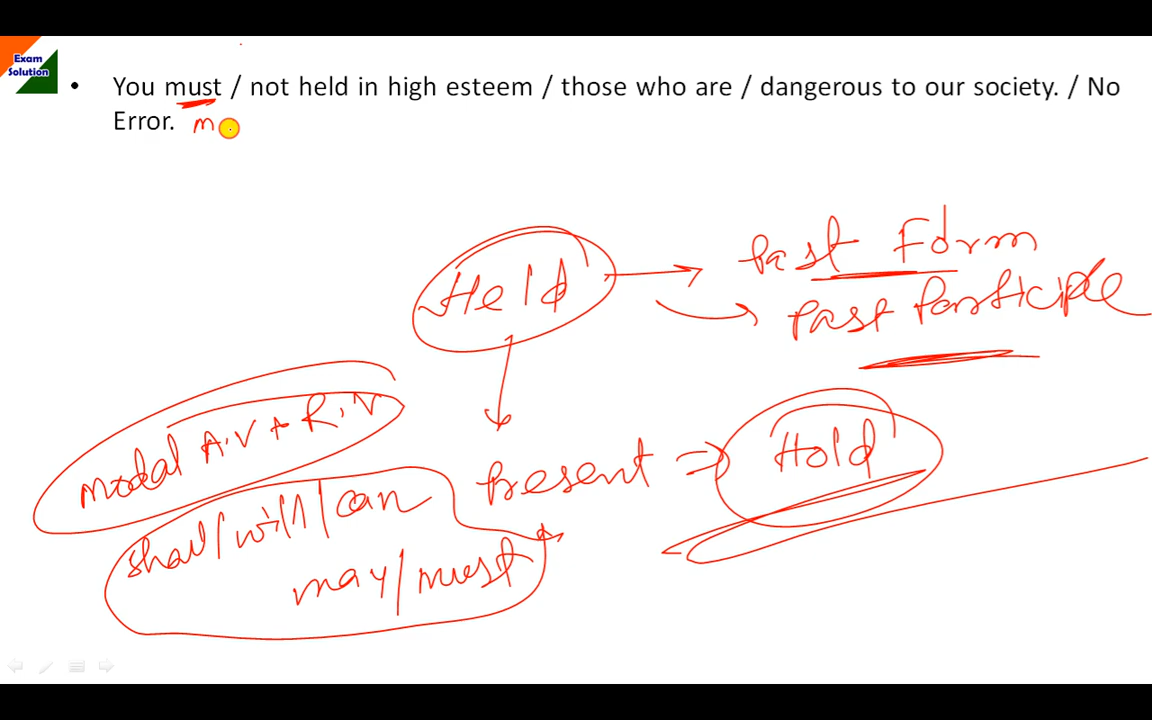 Exam
Solution
• You must / not held in high esteem / those who are / dangerous to our society. / No
Error. m
Held
Past Form
Past Participle
modal A.V + R.V
Present ⇒ Hold
shall/will/can
may/must